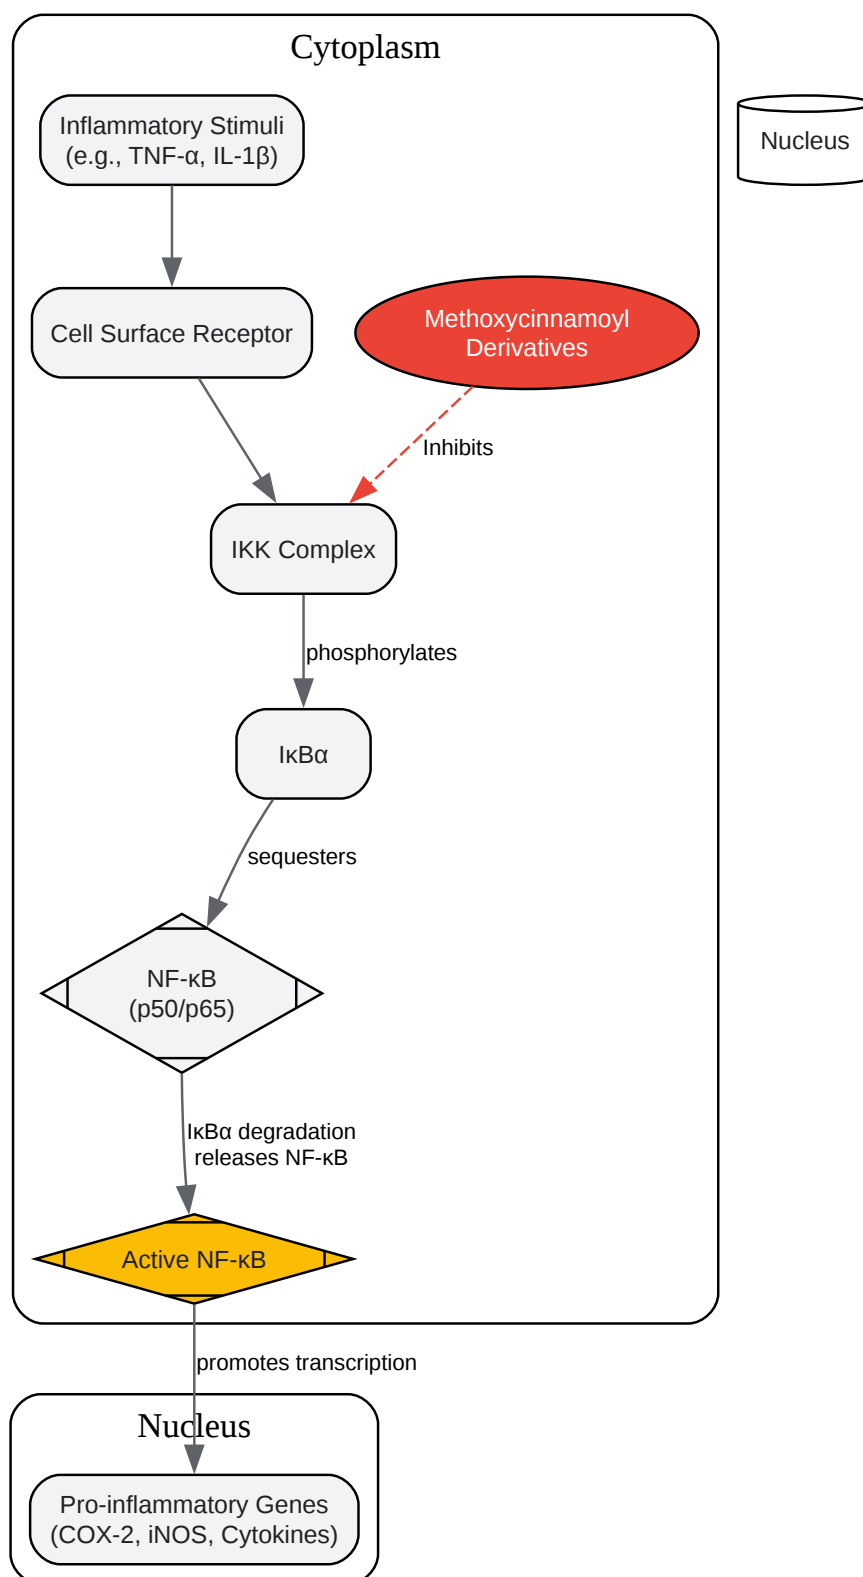 Cytoplasm
Inflammatory Stimuli
(e.g., TNF-α, IL-1β)
Nucleus
Cell Surface Receptor
Methoxycinnamoyl
Derivatives
Inhibits
IKK Complex
phosphorylates
IκBα
sequesters
NF-κB
(p50/p65)
IκBα degradation
releases NF-κB
Active NF-κB
promotes transcription
Nucleus
Pro-inflammatory Genes
(COX-2, iNOS, Cytokines)